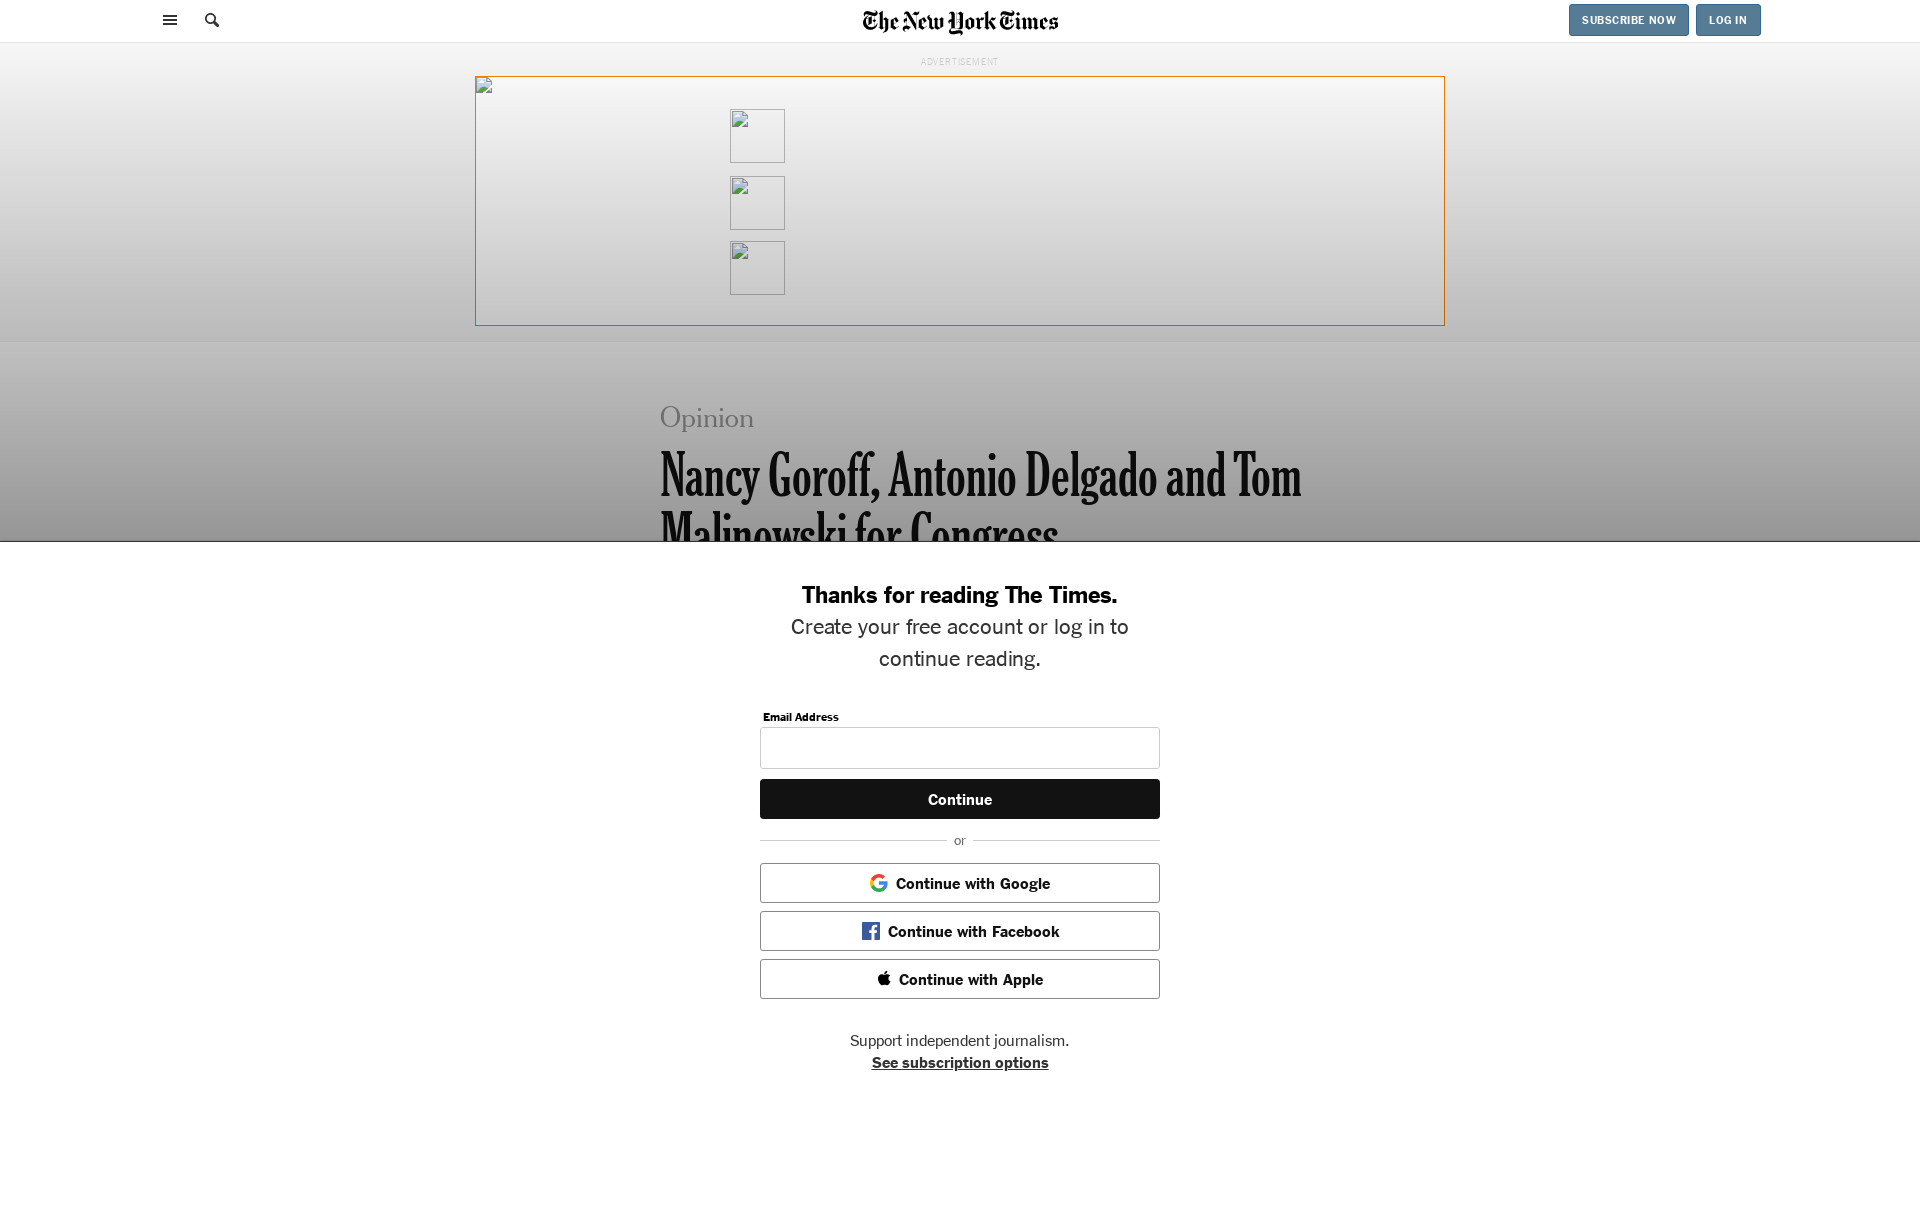 The New York Times
SUBSCRIBE NOW
LOG IN
ADVERTISEMENT
Opinion
Nancy Goroff, Antonio Delgado and Tom
Malinowski for Congress
Thanks for reading The Times.
Create your free account or log in to
continue reading.
Email Address
Continue
or
Continue with Google
Continue with Facebook
Continue with Apple
Support independent journalism.
See subscription options